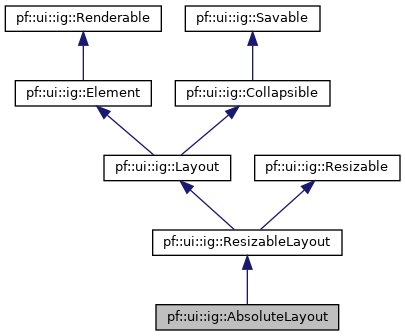 pf::ui::ig::Renderable
pf::ui::ig::Savable
pf::ui::ig::Element
pf::ui::ig::Collapsible
pf::ui::ig::Layout
pf::ui::ig::Resizable
pf::ui::ig::ResizableLayout
pf::ui::ig::AbsoluteLayout